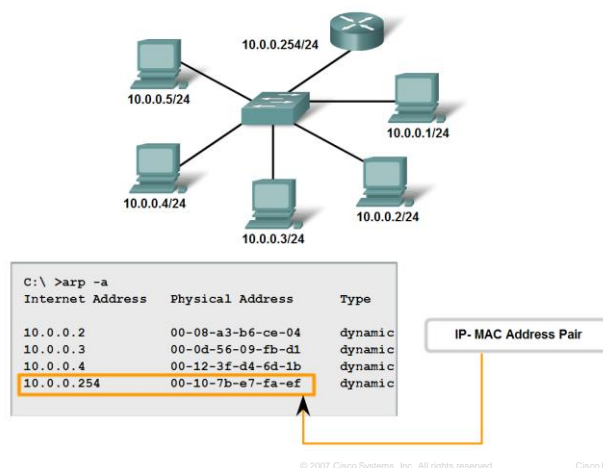 10.0.0.254/24
10.0.0.5/24
10.0.0.1/24
10.0.0.4/24
10.0.0.2/24
10.0.0.3/24
C:\ >arp -a
Internet Address Physical Address Type
10.0.0.2 00-08-a3-b6-ce-04 dynamic
10.0.0.3 00-0d-56-09-fb-d1 dynamic
10.0.0.4 00-12-3f-d4-6d-1b dynamic
10.0.0.254 00-10-7b-e7-fa-ef dynamic
IP- MAC Address Pair
© 2007 Cisco Systems, Inc. All rights reserved. Cisco